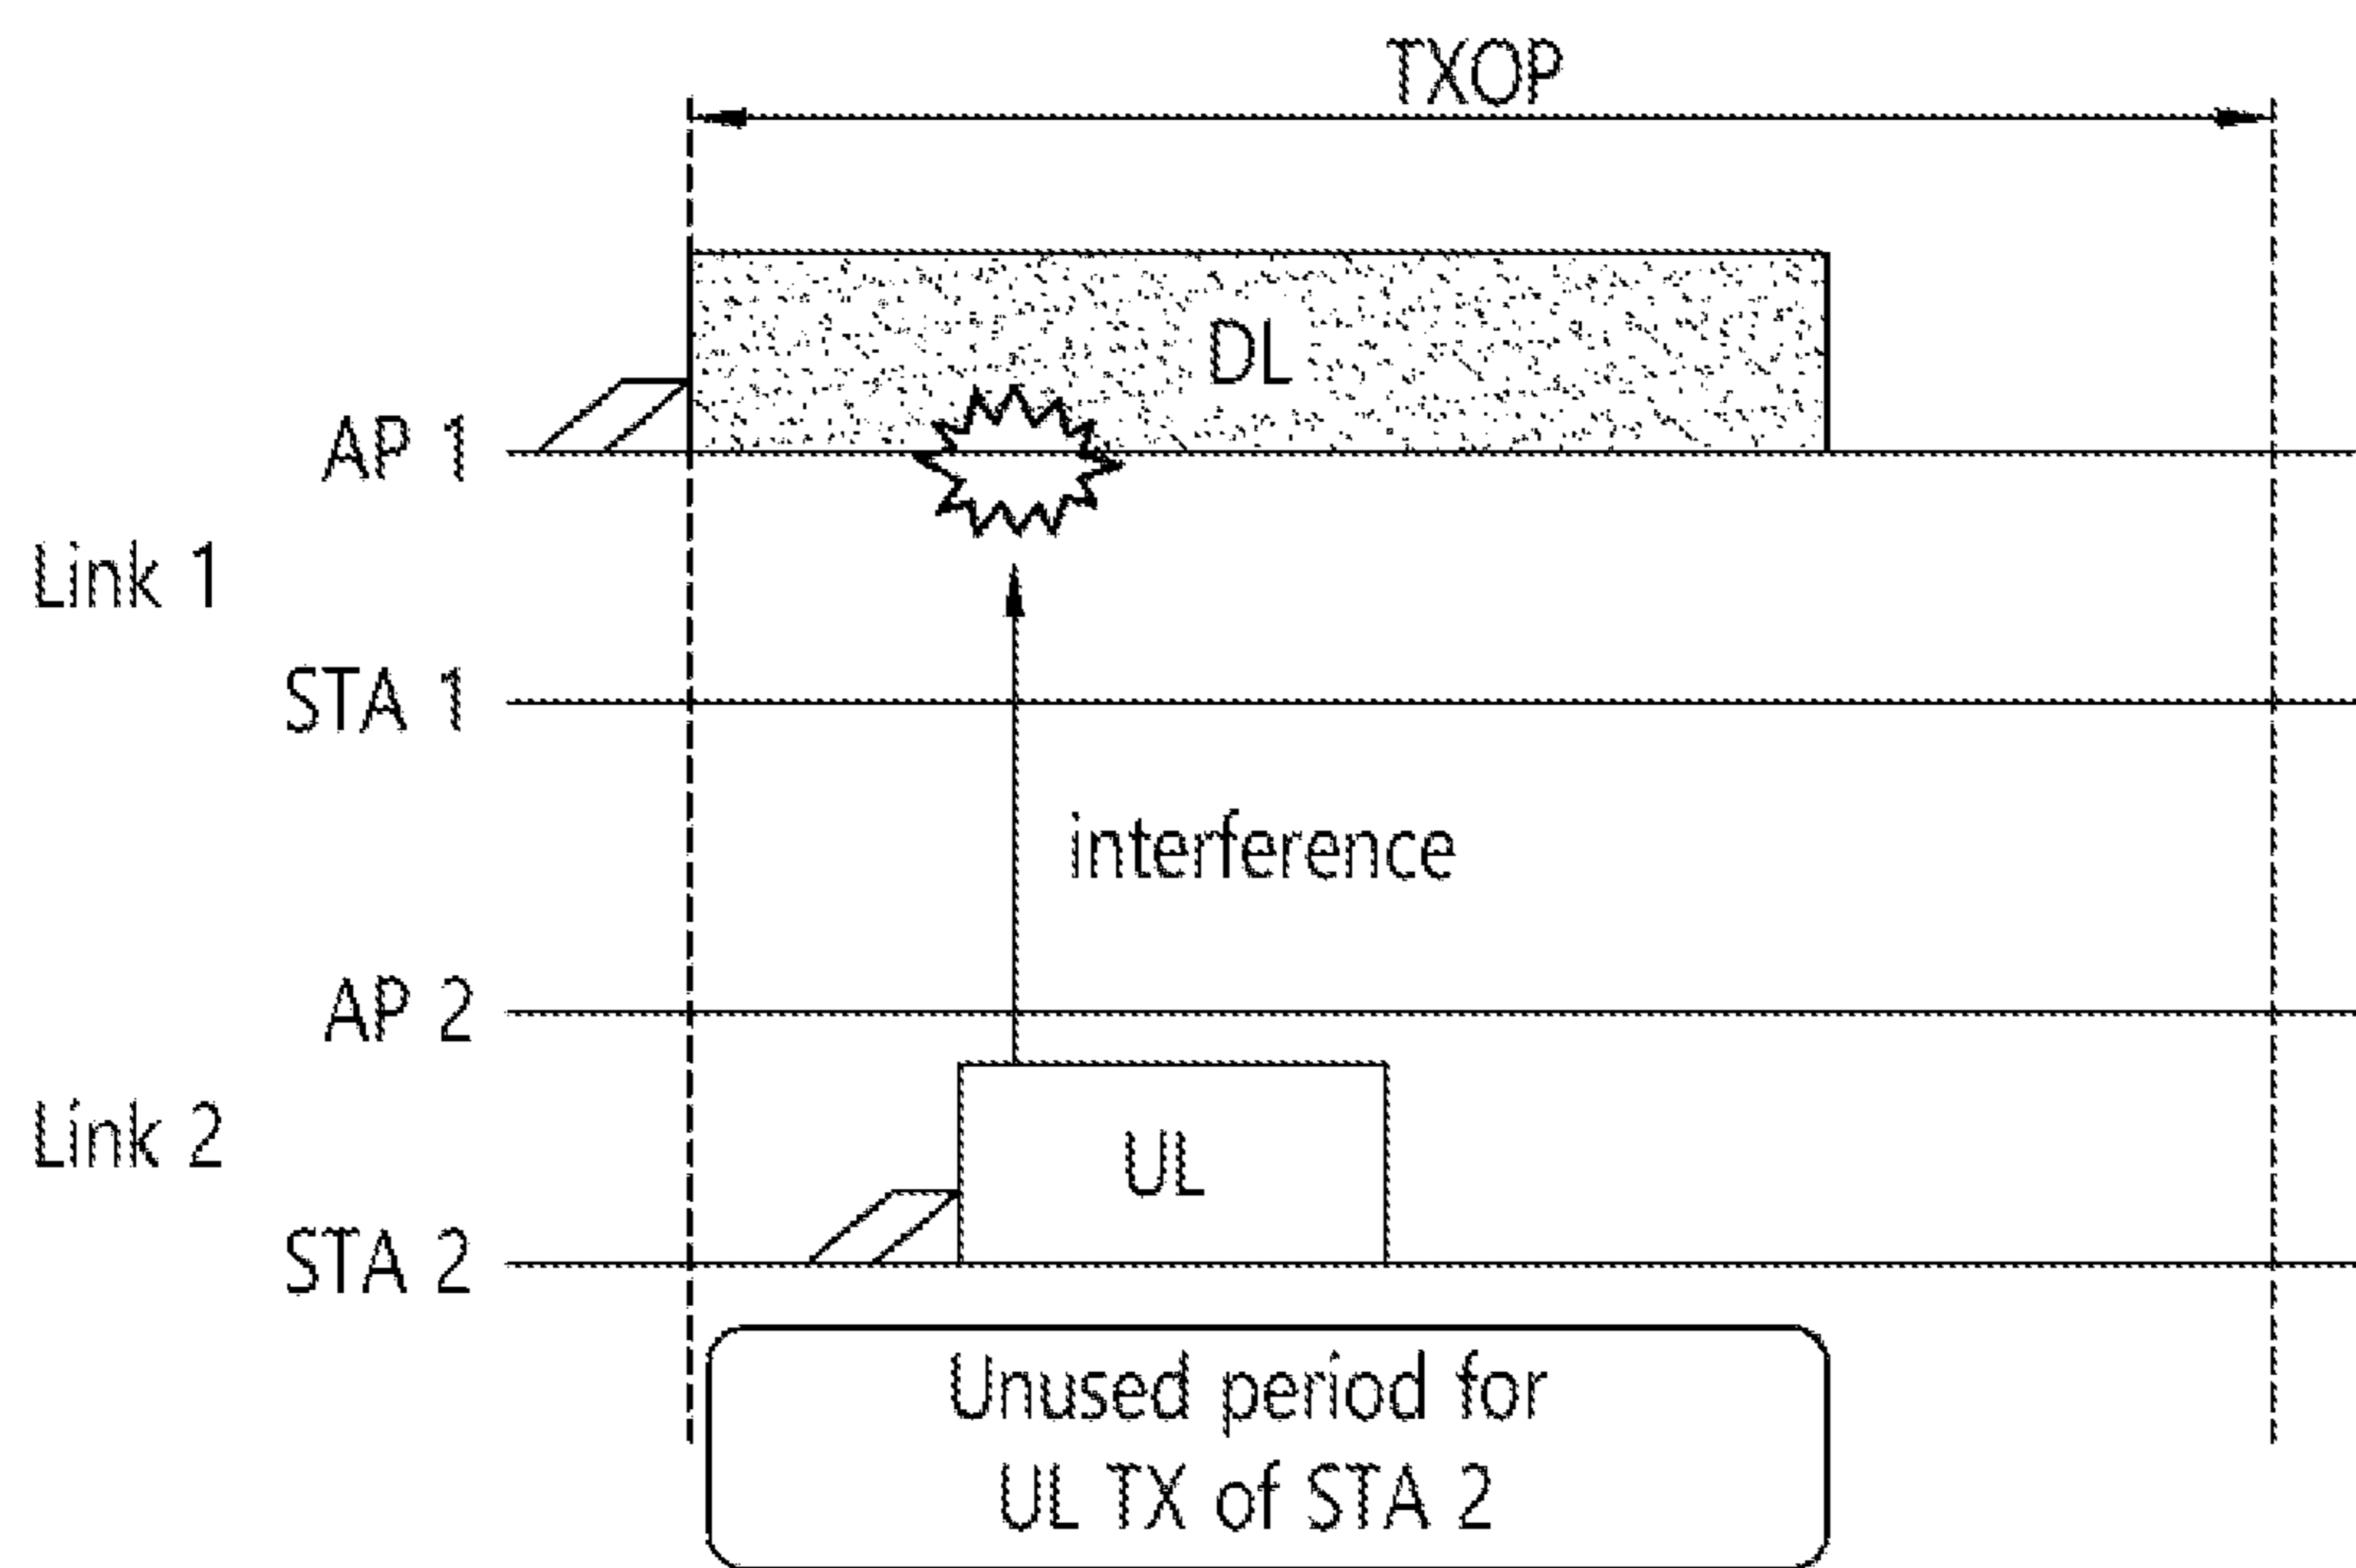 TXOP
DL
AP 1
Link 1
STA 1
interference
AP 2
Link 2
UL
STA 2
Unused period for
UL TX of STA 2